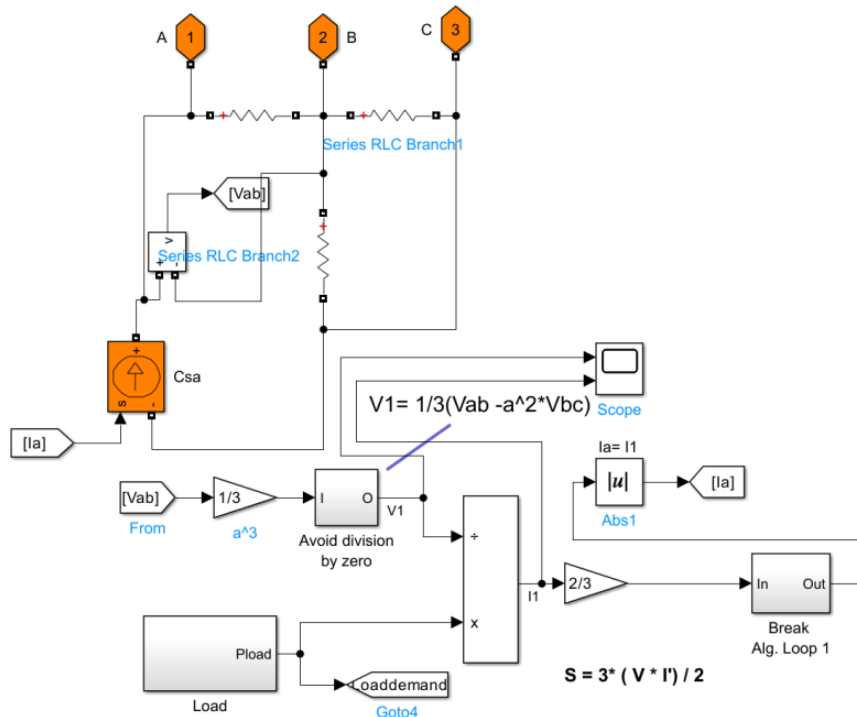 A
1
2
B
C
3
Series RLC Branch1
[Vab]
v
+ -
Series RLC Branch2
+
Csa
s
-
[Ia]
V1= 1/3(Vab -a^2*Vbc)
Scope
Ia= I1
|u|
[Ia]
Abs1
[Vab]
From
1/3
a^3
I O
V1
Avoid division
by zero
÷
x
I1
2/3
In Out
Break
Alg. Loop 1
Pload
Load
Loaddemand
Goto4
S = 3* ( V * I') / 2